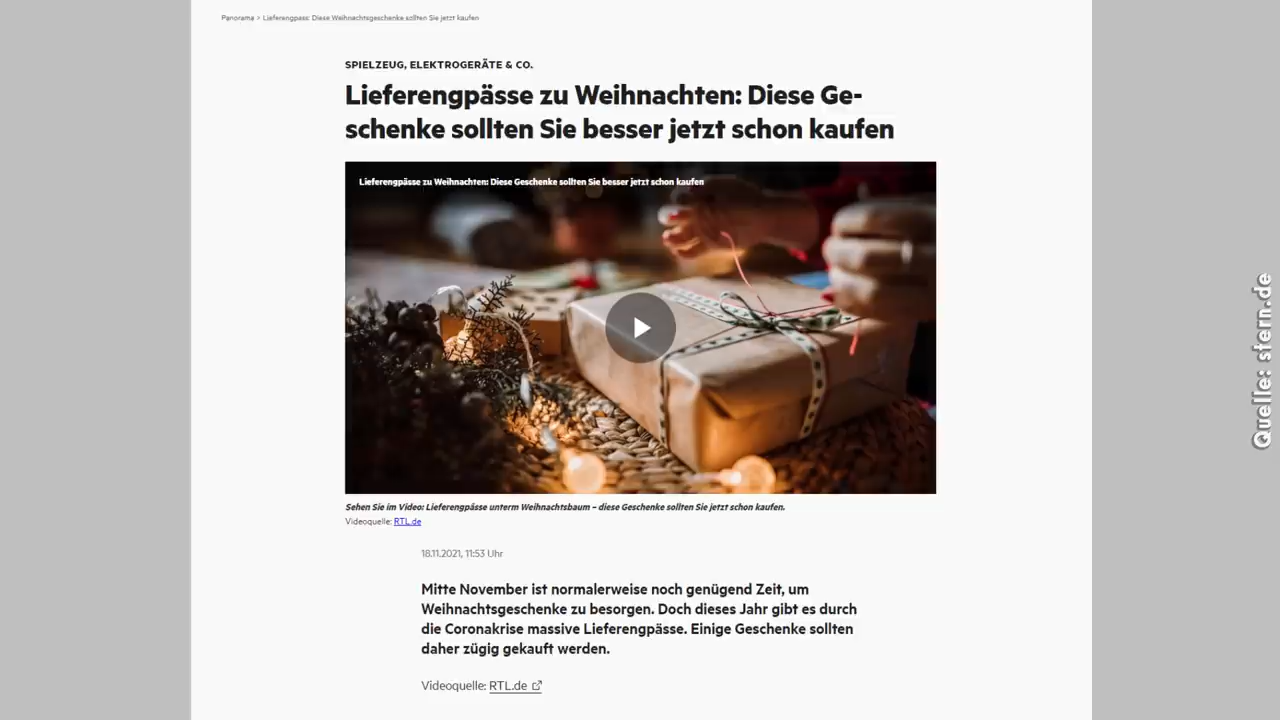 Panorama > Lieferengpass: Diese Weihnachtsgeschenke sollten Sie jetzt kaufen
SPIELZEUG, ELEKTROGERÄTE & CO.
Lieferengpässe zu Weihnachten: Diese Ge-
schenke sollten Sie besser jetzt schon kaufen
Lieferengpässe zu Weihnachten: Diese Geschenke sollten Sie besser jetzt schon kaufen
Sehen Sie im Video: Lieferengpässe unterm Weihnachtsbaum – diese Geschenke sollten Sie jetzt schon kaufen.
Videoquelle: RTL.de
18.11.2021, 11:53 Uhr
Mitte November ist normalerweise noch genügend Zeit, um
Weihnachtsgeschenke zu besorgen. Doch dieses Jahr gibt es durch
die Coronakrise massive Lieferengpässe. Einige Geschenke sollten
daher zügig gekauft werden.
Videoquelle: RTL.de
Quelle: stern.de